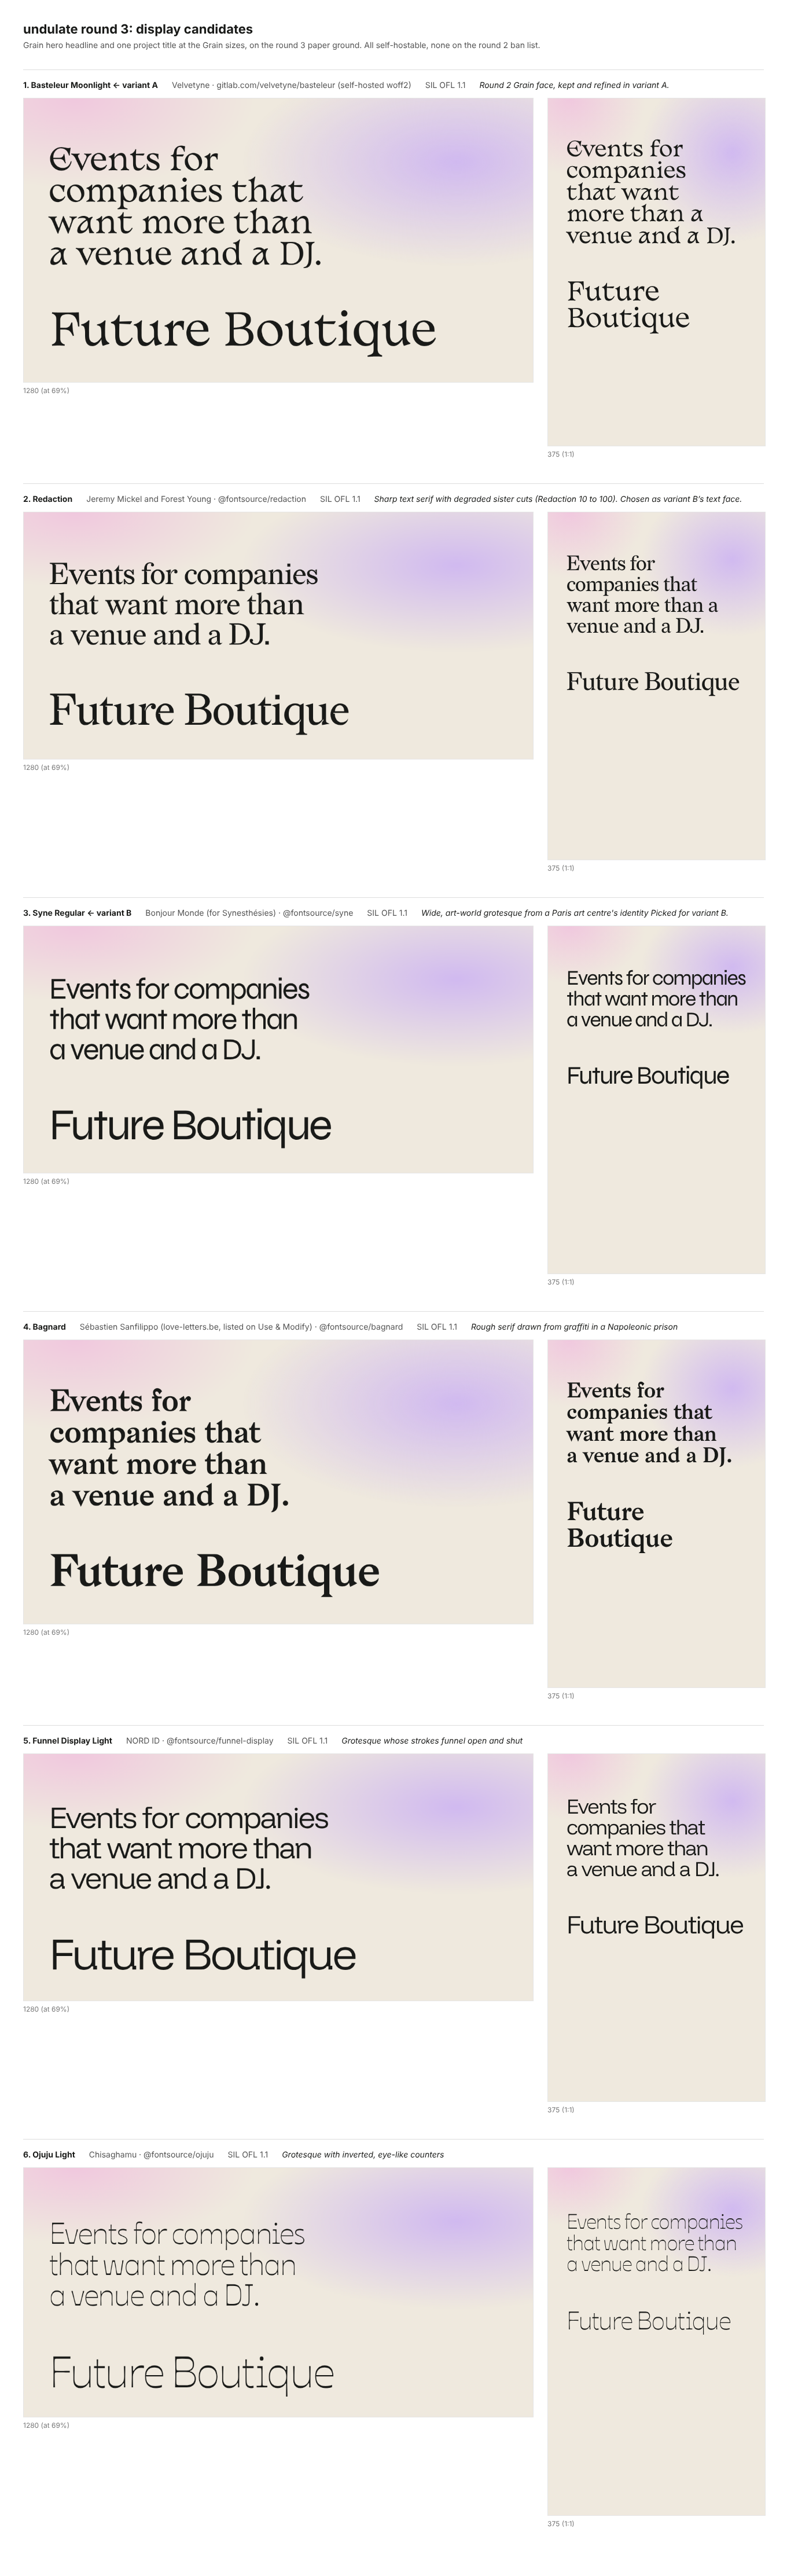 undulate round 3: display candidates
Grain hero headline and one project title at the Grain sizes, on the round 3 paper ground. All self-hostable, none on the round 2 ban list.
1. Basteleur Moonlight ← variant A Velvetyne · gitlab.com/velvetyne/basteleur (self-hosted woff2) SIL OFL 1.1 Round 2 Grain face, kept and refined in variant A.
Events for
companies that
want more than
a venue and a DJ.
Future Boutique
1280 (at 69%)
Events for
companies
that want
more than a
venue and a DJ.
Future
Boutique
375 (1:1)
2. Redaction Jeremy Mickel and Forest Young · @fontsource/redaction SIL OFL 1.1 Sharp text serif with degraded sister cuts (Redaction 10 to 100). Chosen as variant B's text face.
Events for companies
that want more than
a venue and a DJ.
Future Boutique
1280 (at 69%)
Events for
companies that
want more than a
venue and a DJ.
Future Boutique
375 (1:1)
3. Syne Regular ← variant B Bonjour Monde (for Synesthésies) · @fontsource/syne SIL OFL 1.1 Wide, art-world grotesque from a Paris art centre's identity Picked for variant B.
Events for companies
that want more than
a venue and a DJ.
Future Boutique
1280 (at 69%)
Events for companies
that want more than
a venue and a DJ.
Future Boutique
375 (1:1)
4. Bagnard Sébastien Sanfilippo (love-letters.be, listed on Use & Modify) · @fontsource/bagnard SIL OFL 1.1 Rough serif drawn from graffiti in a Napoleonic prison
Events for
companies that
want more than
a venue and a DJ.
Future Boutique
1280 (at 69%)
Events for
companies that
want more than
a venue and a DJ.
Future
Boutique
375 (1:1)
5. Funnel Display Light NORD ID · @fontsource/funnel-display SIL OFL 1.1 Grotesque whose strokes funnel open and shut
Events for companies
that want more than
a venue and a DJ.
Future Boutique
1280 (at 69%)
Events for
companies that
want more than
a venue and a DJ.
Future Boutique
375 (1:1)
6. Ojuju Light Chisaghamu · @fontsource/ojuju SIL OFL 1.1 Grotesque with inverted, eye-like counters
Events for companies
that want more than
a venue and a DJ.
Future Boutique
1280 (at 69%)
Events for companies
that want more than
a venue and a DJ.
Future Boutique
375 (1:1)